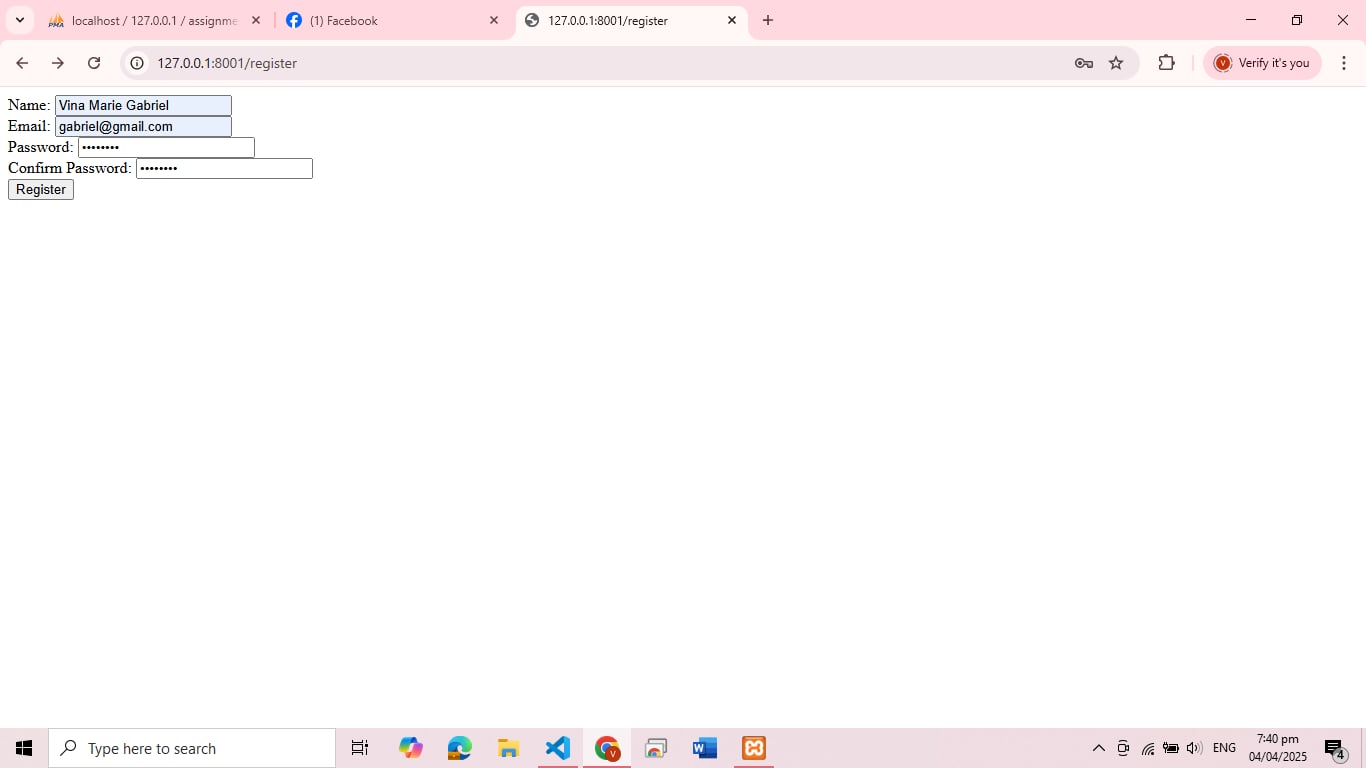 PMA localhost / 127.0.0.1 / assignme
(1) Facebook
127.0.0.1:8001/register
127.0.0.1:8001/register
V Verify it's you
Name: Vina Marie Gabriel
Email: gabriel@gmail.com
Password: ••••••••
Confirm Password: ••••••••
Register
Type here to search
W
ENG
7:40 pm
04/04/2025
4